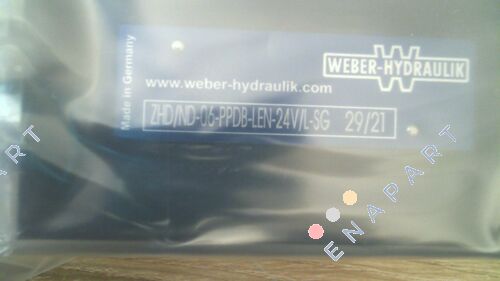 Made in Germany
WEBER-HYDRAULIK
www.weber-hydraulik.com
ZHD/ND-06-PPDB-LEN-24V/L-SG 29/21
ENAPART
ENAPART